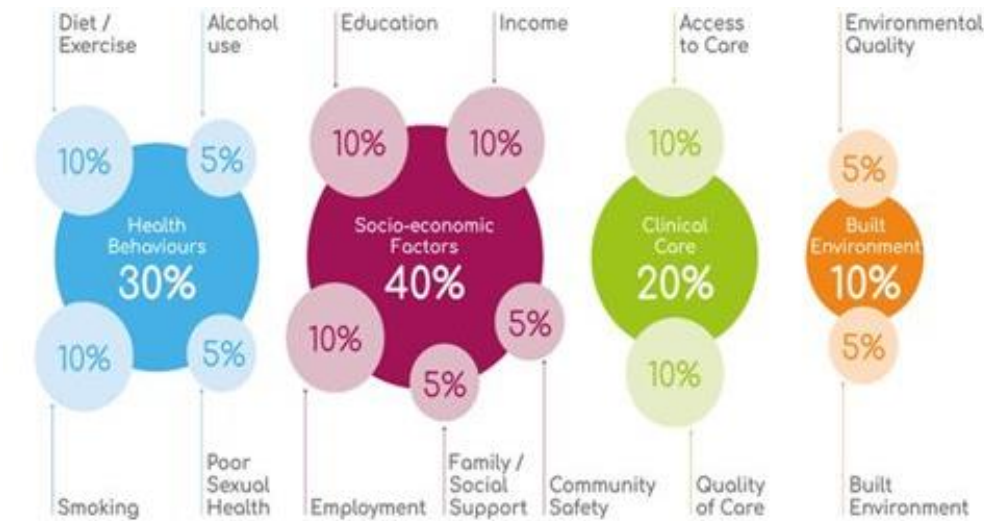 Diet /
Exercise
Alcohol
use
Education
Income
Access
to Care
Environmental
Quality
10%
5%
10%
10%
10%
5%
Health
Behaviours
30%
Socio-economic
Factors
40%
Clinical
Care
20%
Built
Environment
10%
10%
5%
10%
5%
5%
10%
5%
Smoking
Poor
Sexual
Health
Employment
Family /
Social
Support
Community
Safety
Quality
of Care
Built
Environment